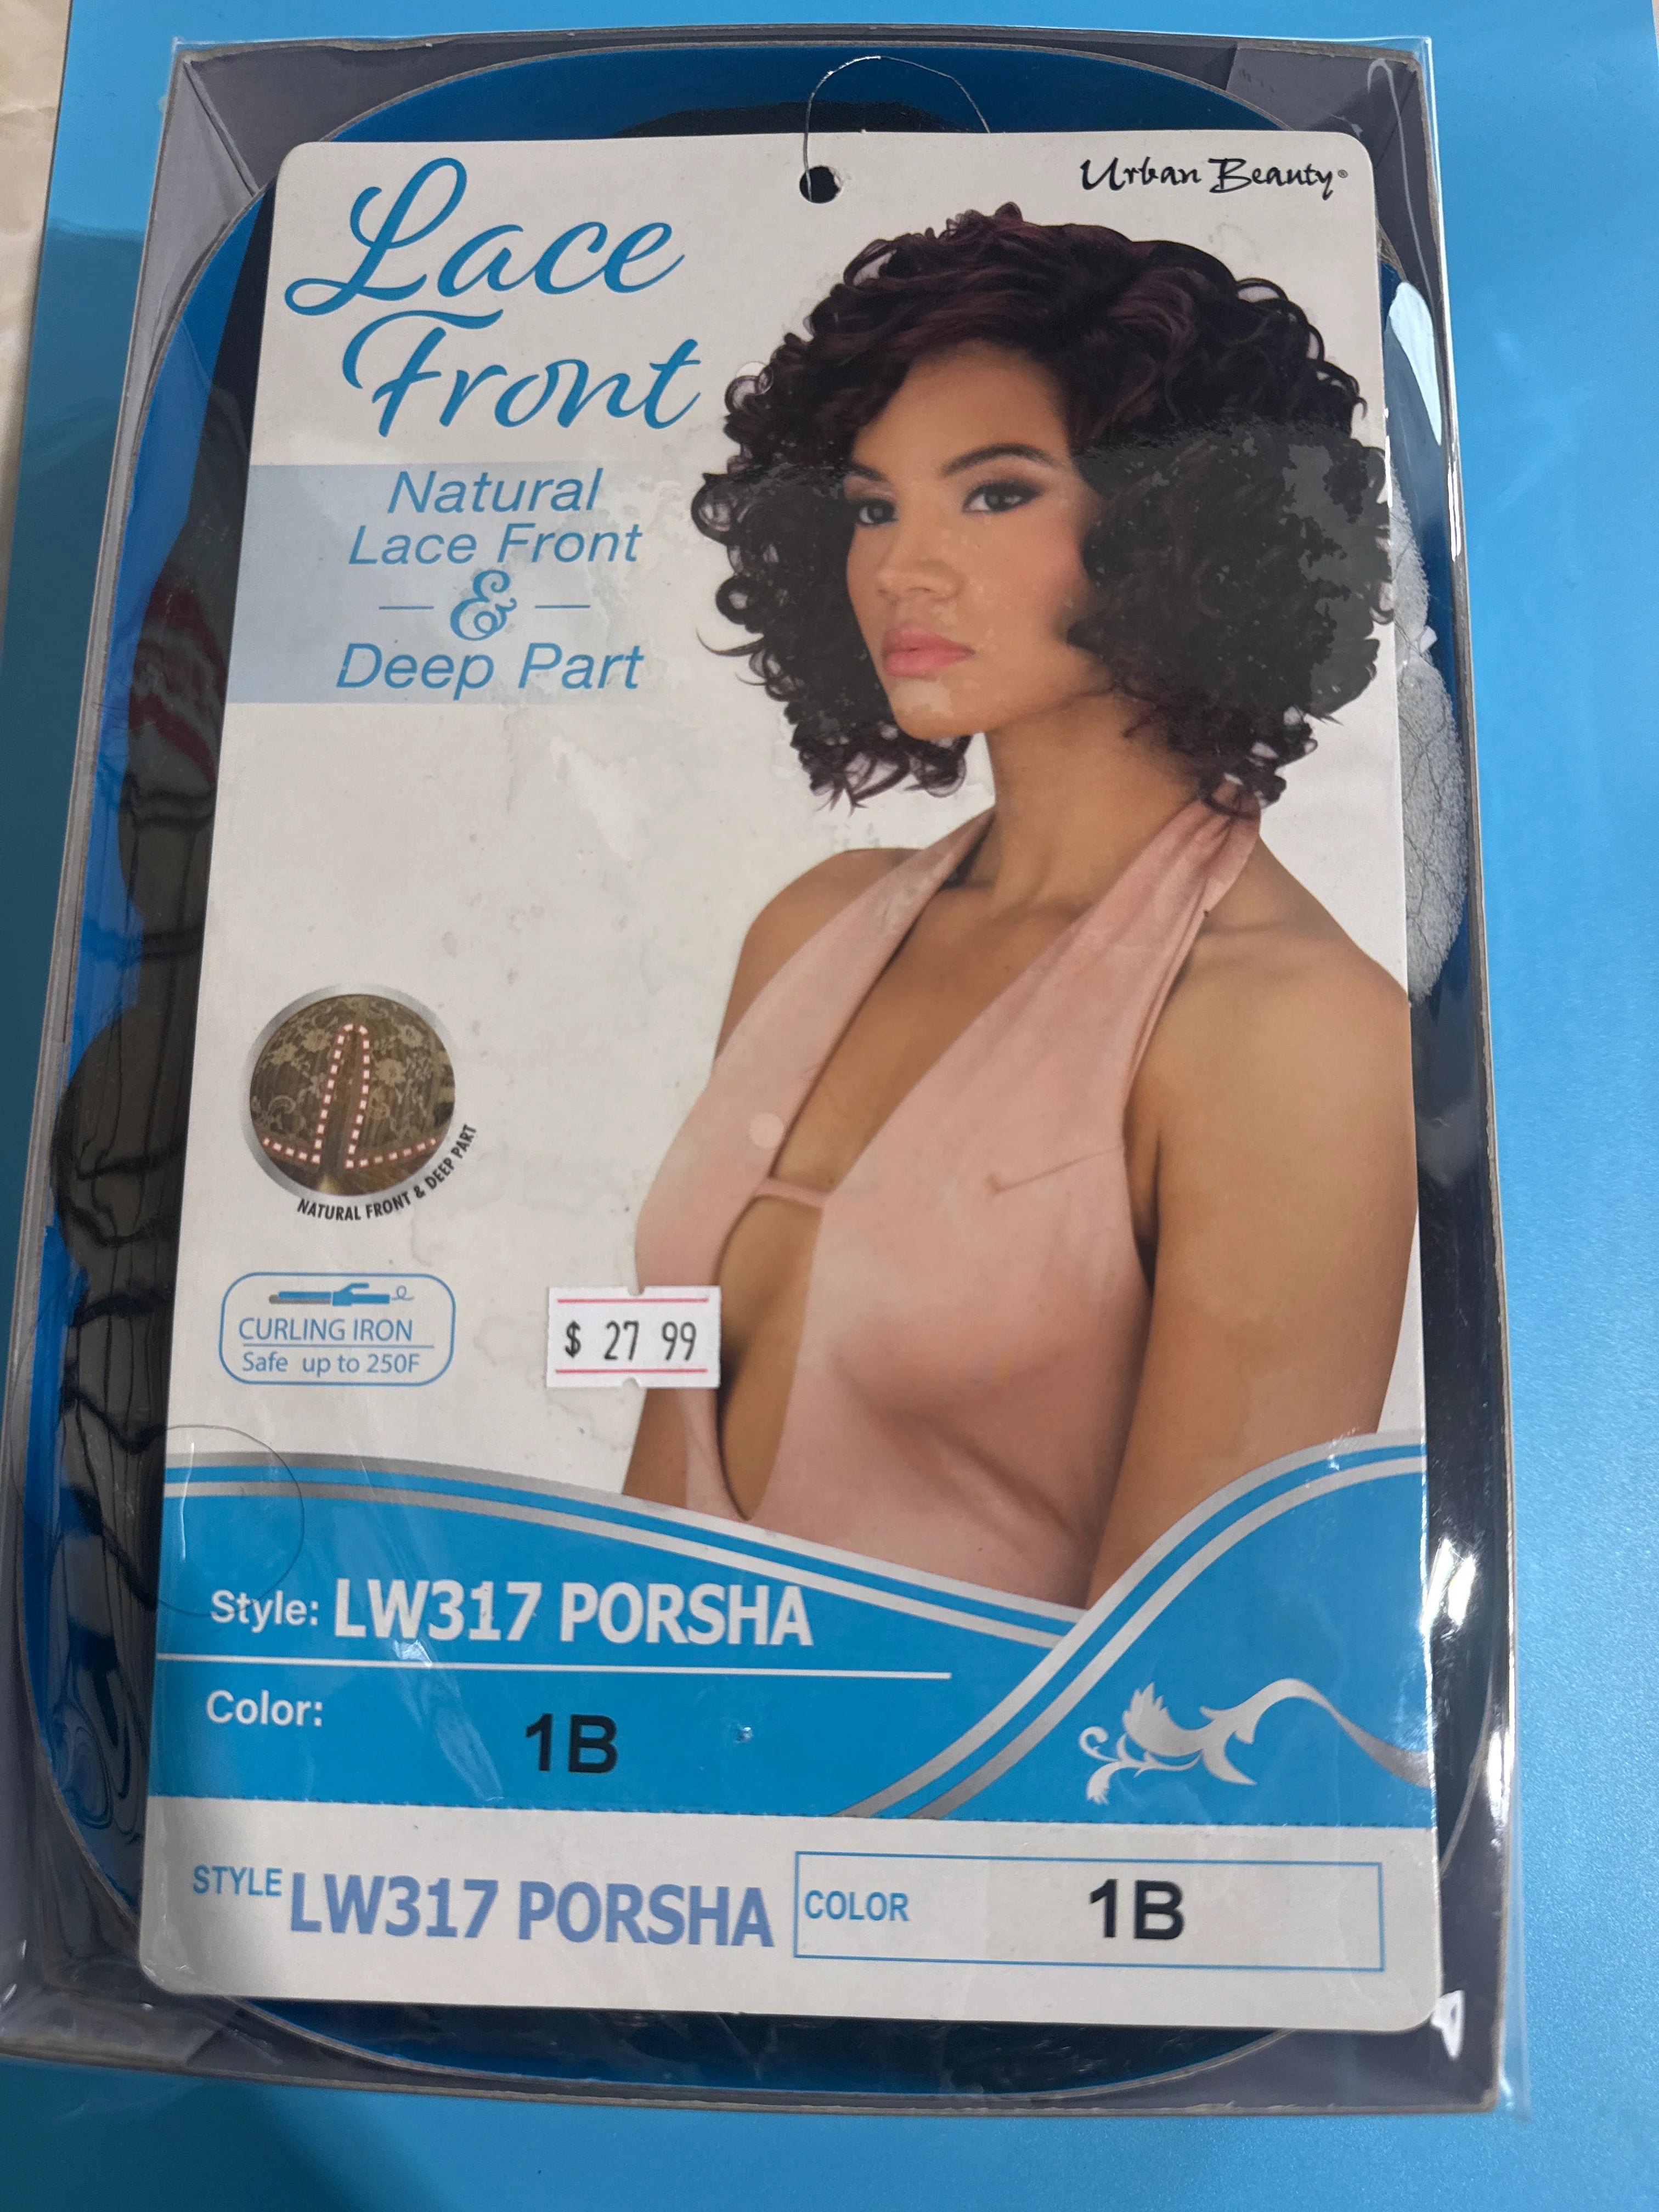 Urban Beauty®
Lace
Front
Natural
Lace Front
&
Deep Part
NATURAL FRONT & DEEP PART
CURLING IRON
Safe up to 250F
$ 27 99
Style: LW317 PORSHA
Color: 1B
STYLE LW317 PORSHA COLOR 1B